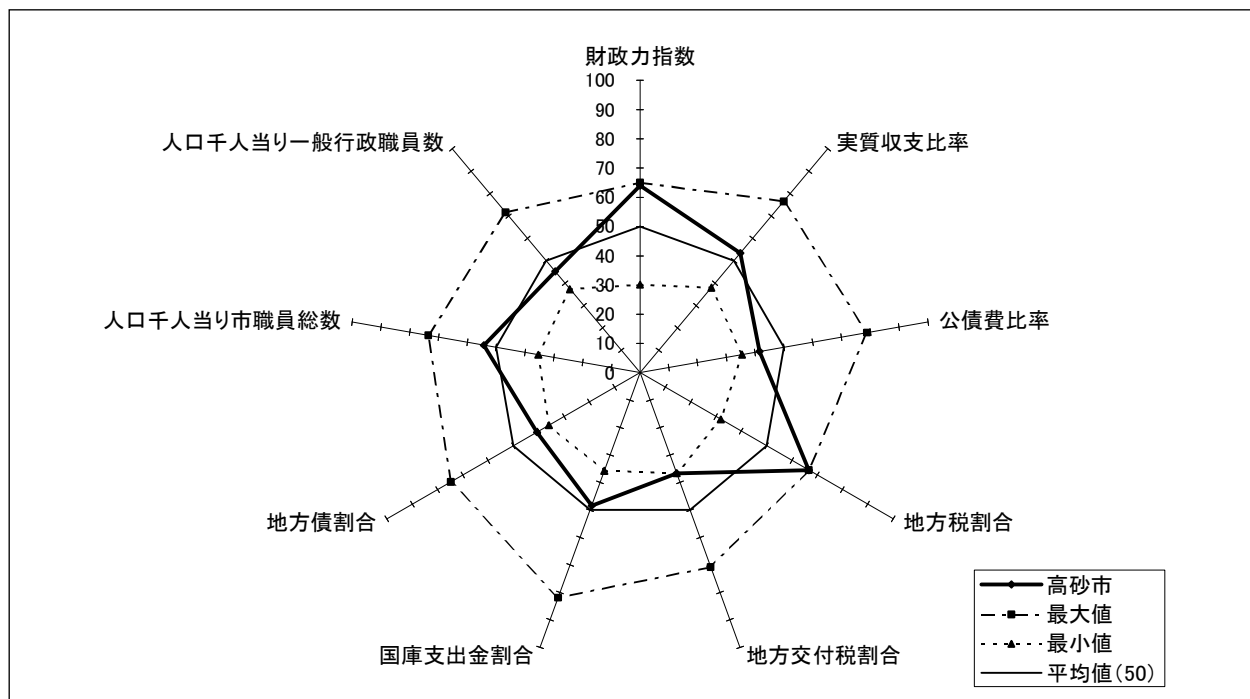 財政力指数
100
90
80
70
60
50
40
30
20
10
0
実質収支比率
公債費比率
地方税割合
地方交付税割合
国庫支出金割合
地方債割合
人口千人当り市職員総数
人口千人当り一般行政職員数
高砂市
最大値
最小値
平均値(50)